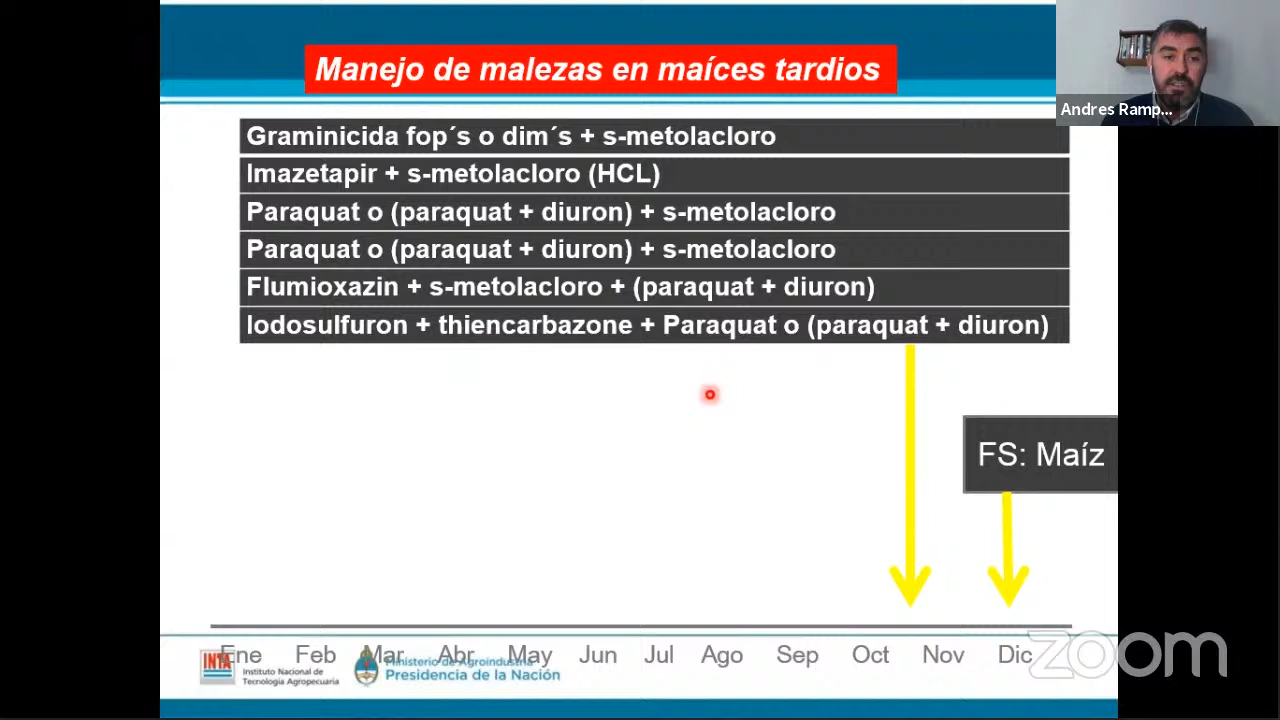 Manejo de malezas en maíces tardios
Andres Ramp...
Graminicida fop´s o dim´s + s-metolacloro
Imazetapir + s-metolacloro (HCL)
Paraquat o (paraquat + diuron) + s-metolacloro
Paraquat o (paraquat + diuron) + s-metolacloro
Flumioxazin + s-metolacloro + (paraquat + diuron)
Iodosulfuron + thiencarbazone + Paraquat o (paraquat + diuron)
FS: Maíz
Ene Feb Mar Abr May Jun Jul Ago Sep Oct Nov Dic
INTA
Instituto Nacional de
Tecnología Agropecuaria
Ministerio de Agroindustria
Presidencia de la Nación
zoom